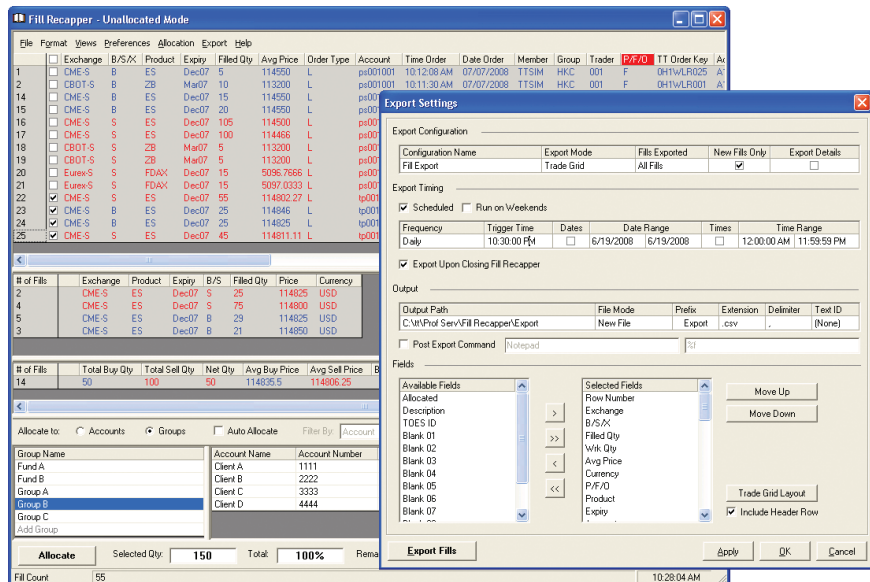 Fill Recapper - Unallocated Mode
File Format Views Preferences Allocation Export Help
Exchange B/S/X Product Expiry Filled Qty Avg Price Order Type Account Time Order Date Order Member Group Trader P/F/O TT Order Key
1 CME-S B ES Dec07 5 114550 L ps001001 10:12:08 AM 07/07/2008 TTSIM HKC 001 F 0H1WLR025
2 CBOT-S B ZB Mar07 10 113200 L ps001001 10:11:30 AM 07/07/2008 TTSIM HKC 001 F 0H1WLR001
14 CME-S B ES Dec07 15 114550 L
15 CME-S B ES Dec07 20 114550 L
16 CME-S S ES Dec07 105 114500 L
17 CME-S S ES Dec07 100 114466 L
18 CBOT-S S ZB Mar07 5 113200 L
19 CBOT-S S ZB Mar07 5 113200 L
20 Eurex-S S FDAX Dec07 15 5096.7666 L
21 Eurex-S S FDAX Dec07 15 5097.0333 L
22 CME-S S ES Dec07 55 114802.27 L
23 CME-S B ES Dec07 25 114846 L
24 CME-S B ES Dec07 25 114825 L
25 CME-S S ES Dec07 45 114811.11 L
# of Fills Exchange Product Expiry B/S Filled Qty Price Currency
2 CME-S ES Dec07 S 25 114825 USD
4 CME-S ES Dec07 S 75 114800 USD
5 CME-S ES Dec07 B 29 114825 USD
3 CME-S ES Dec07 B 21 114850 USD
# of Fills Total Buy Qty Total Sell Qty Net Qty Avg Buy Price Avg Sell Price
14 50 100 50 114835.5 114806.25
Allocate to: Accounts Groups Auto Allocate Filter By: Account
Group Name Account Name Account Number
Fund A Client A 1111
Fund B Client B 2222
Group A Client C 3333
Group B Client D 4444
Group C
Add Group
Allocate Selected Qty: 150 Total: 100%
Fill Count 55 10:28:04 AM
Export Settings
Export Configuration
Configuration Name Export Mode Fills Exported New Fills Only Export Details
Fill Export Trade Grid All Fills
Export Timing
Scheduled Run on Weekends
Frequency Trigger Time Dates Date Range Times Time Range
Daily 10:30:00 PM 6/19/2008 6/19/2008 12:00:00 AM 11:59:59 PM
Export Upon Closing Fill Recapper
Output
Output Path File Mode Prefix Extension Delimiter Text ID
C:\tt\Prof Serv\Fill Recapper\Export New File Export .csv , (None)
Post Export Command Notepad %f
Fields
Available Fields Selected Fields
Allocated Row Number Move Up
Description Exchange
TOES ID B/S/X Move Down
Blank 01 > Filled Qty
Blank 02 >> Wrk Qty
Blank 03 < Avg Price
Blank 04 Currency
Blank 05 << P/F/O
Blank 06 Product Trade Grid Layout
Blank 07 Expiry Include Header Row
Export Fills Apply OK Cancel